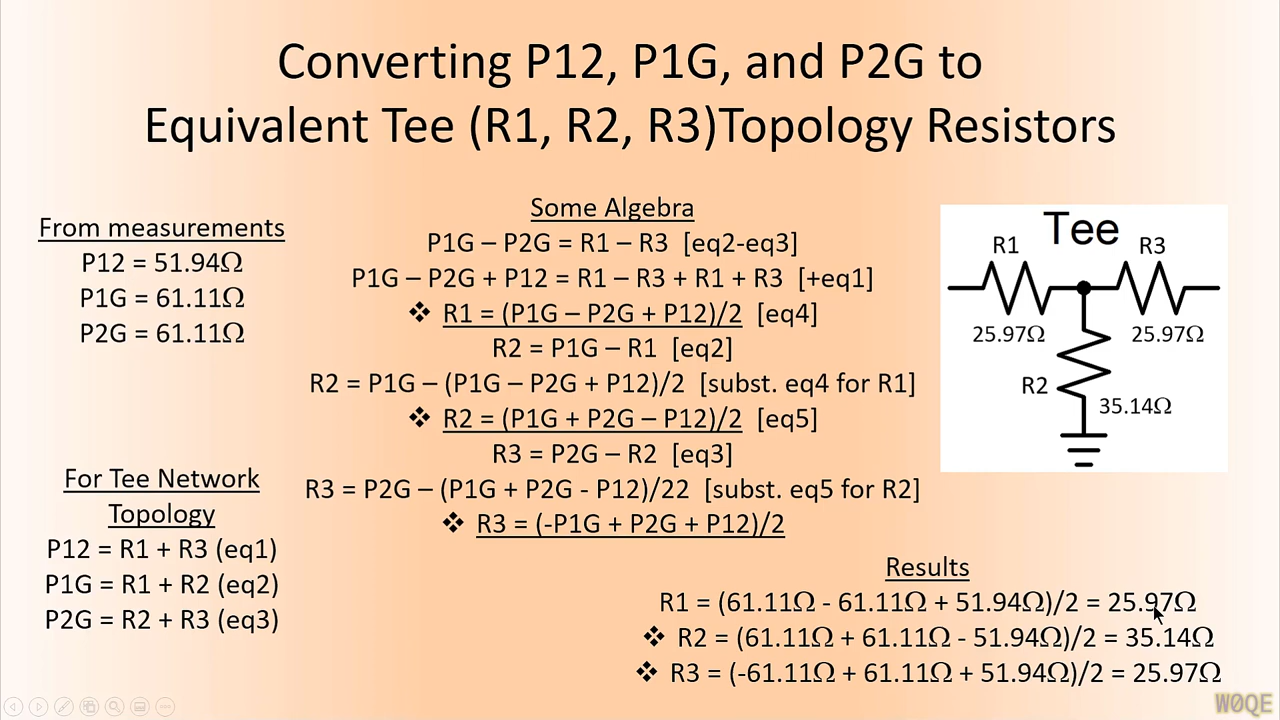 Converting P12, P1G, and P2G to
Equivalent Tee (R1, R2, R3)Topology Resistors
From measurements
P12 = 51.94Ω
P1G = 61.11Ω
P2G = 61.11Ω
For Tee Network
Topology
P12 = R1 + R3 (eq1)
P1G = R1 + R2 (eq2)
P2G = R2 + R3 (eq3)
Some Algebra
P1G – P2G = R1 – R3 [eq2-eq3]
P1G – P2G + P12 = R1 – R3 + R1 + R3 [+eq1]
❖ R1 = (P1G – P2G + P12)/2 [eq4]
R2 = P1G – R1 [eq2]
R2 = P1G – (P1G – P2G + P12)/2 [subst. eq4 for R1]
❖ R2 = (P1G + P2G – P12)/2 [eq5]
R3 = P2G – R2 [eq3]
R3 = P2G – (P1G + P2G - P12)/22 [subst. eq5 for R2]
❖ R3 = (-P1G + P2G + P12)/2
Tee
R1
R3
25.97Ω
25.97Ω
R2
35.14Ω
Results
R1 = (61.11Ω - 61.11Ω + 51.94Ω)/2 = 25.97Ω
❖ R2 = (61.11Ω + 61.11Ω - 51.94Ω)/2 = 35.14Ω
❖ R3 = (-61.11Ω + 61.11Ω + 51.94Ω)/2 = 25.97Ω
W0QE